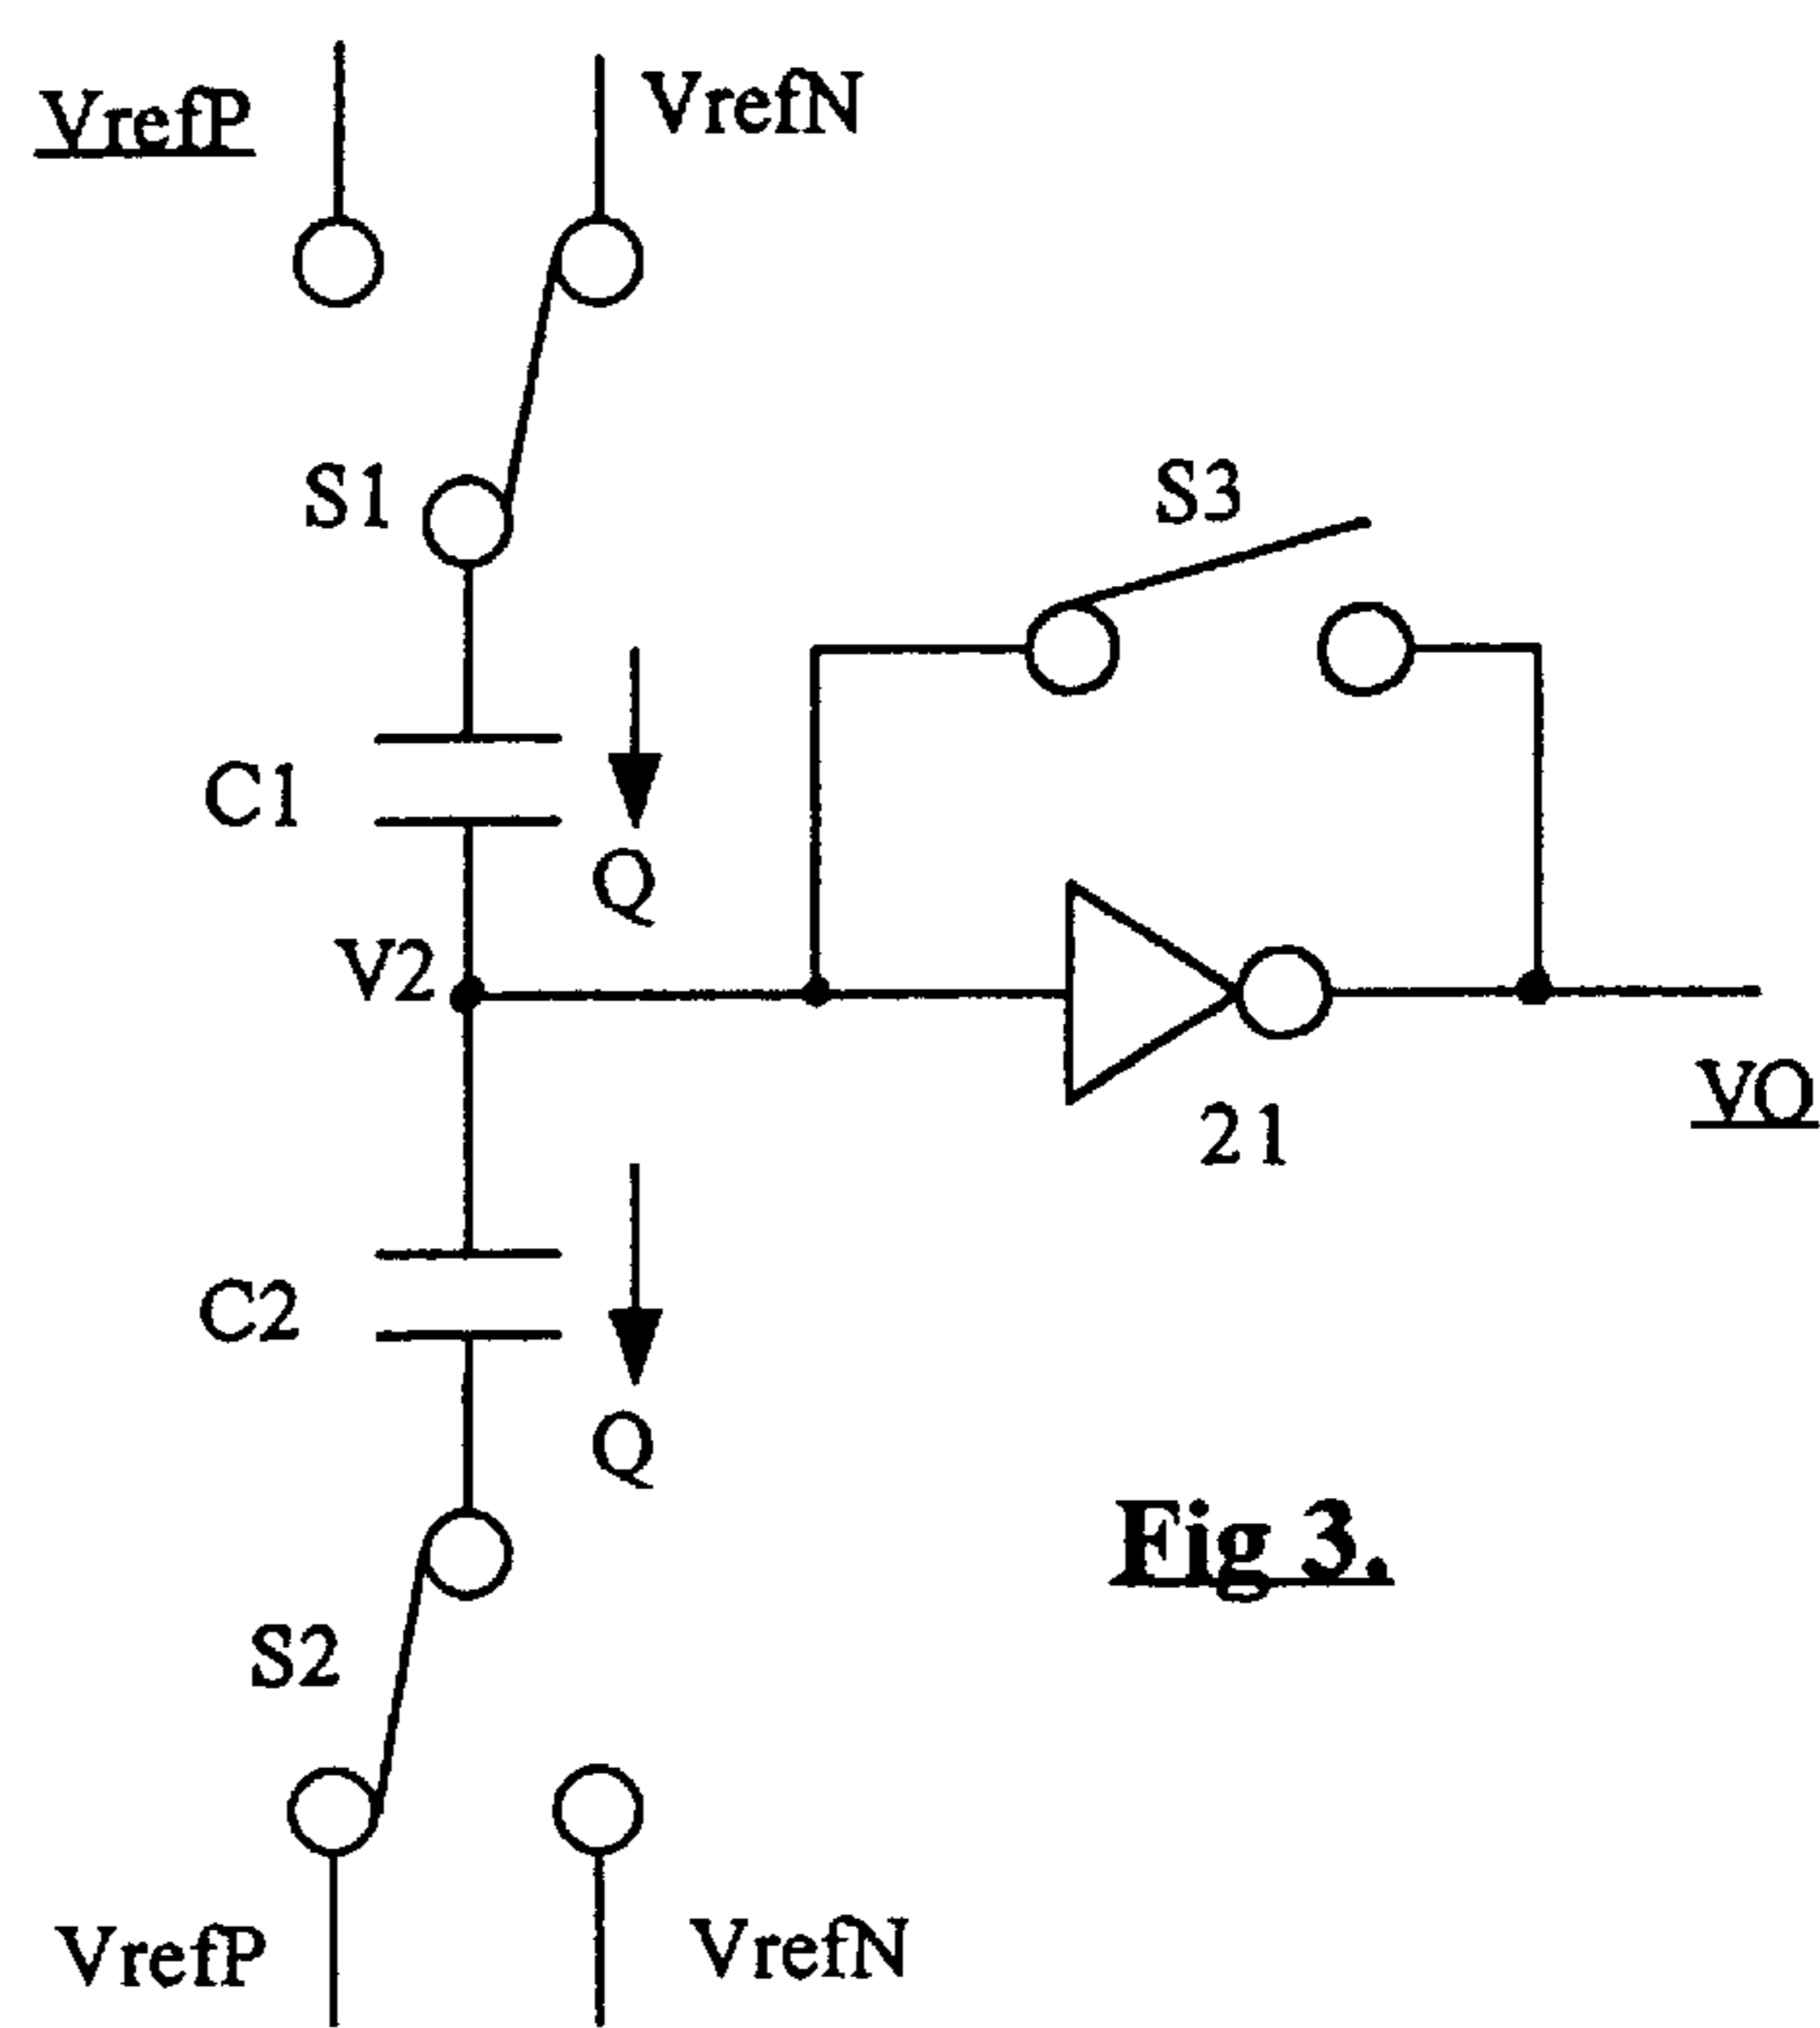 VrefP
VrefN
S1
S3
C1
Q
V2
VO
21
C2
Q
Fig 3.
S2
VrefP
VrefN